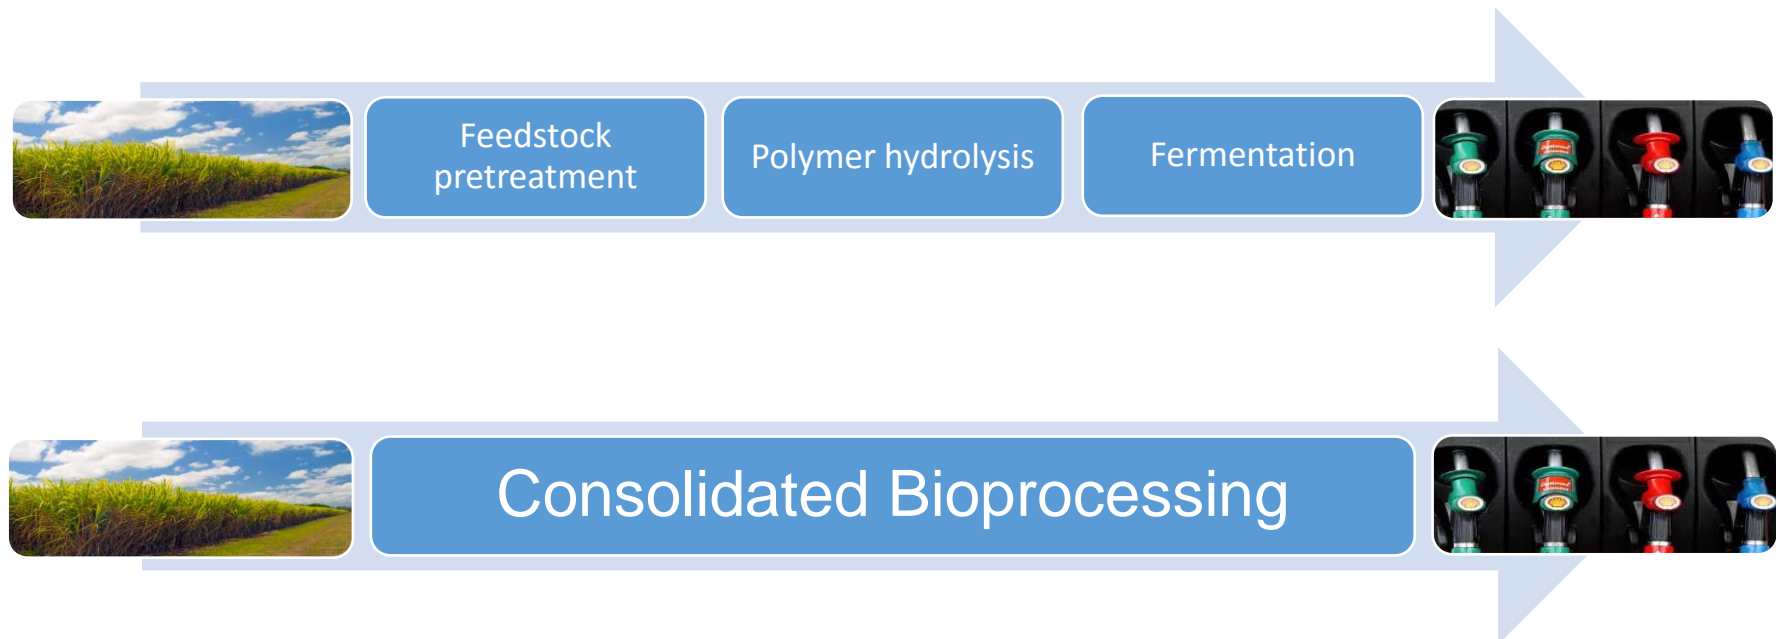 Feedstock
pretreatment
Polymer hydrolysis
Fermentation
Consolidated Bioprocessing